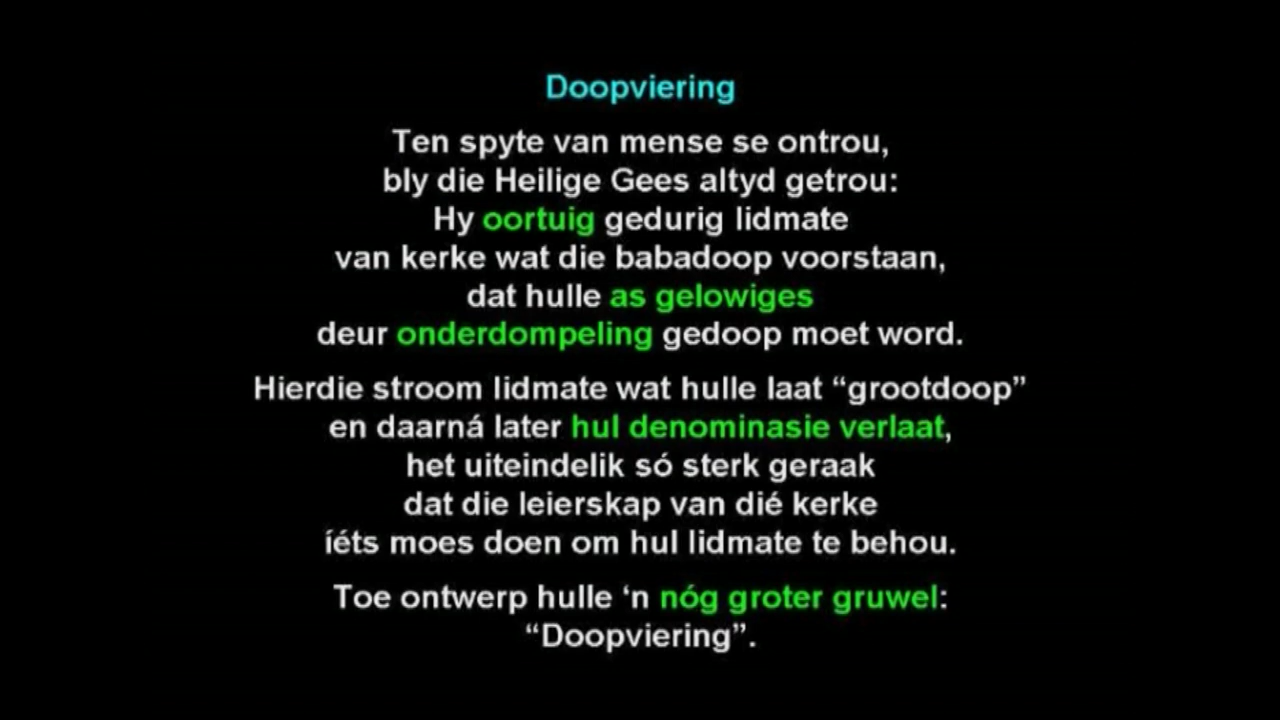 Doopviering
Ten spyte van mense se ontrou,
bly die Heilige Gees altyd getrou:
Hy oortuig gedurig lidmate
van kerke wat die babadoop voorstaan,
dat hulle as gelowiges
deur onderdompeling gedoop moet word.
Hierdie stroom lidmate wat hulle laat “grootdoop”
en daarná later hul denominasie verlaat,
het uiteindelik só sterk geraak
dat die leierskap van dié kerke
íéts moes doen om hul lidmate te behou.
Toe ontwerp hulle ‘n nóg groter gruwel:
“Doopviering”.